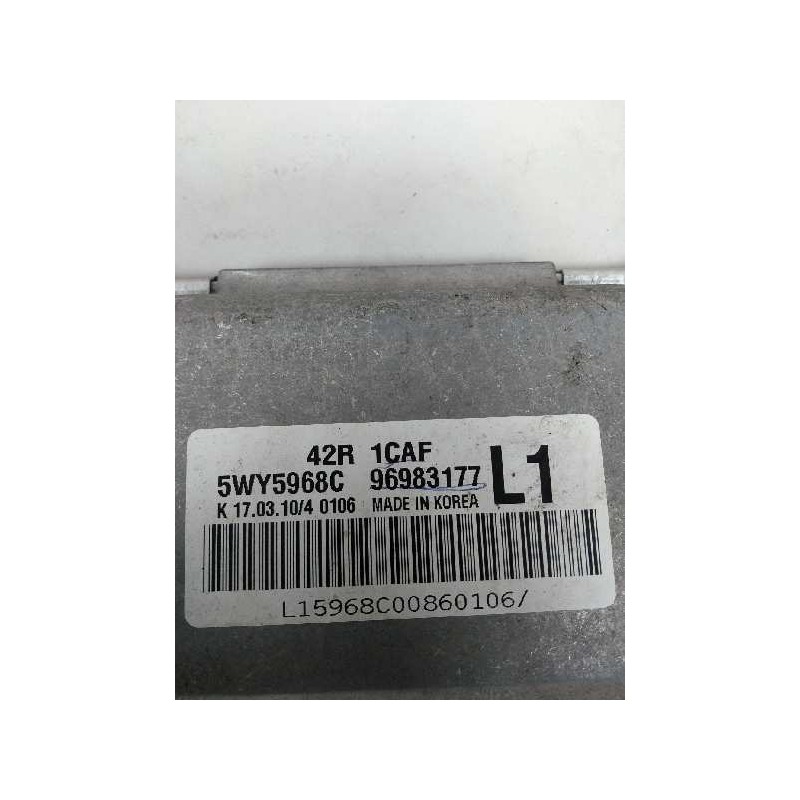 42R 1CAF
5WY5968C 96983177 L1
K 17.03.10/4 0106 MADE IN KOREA
L15968C00860106/